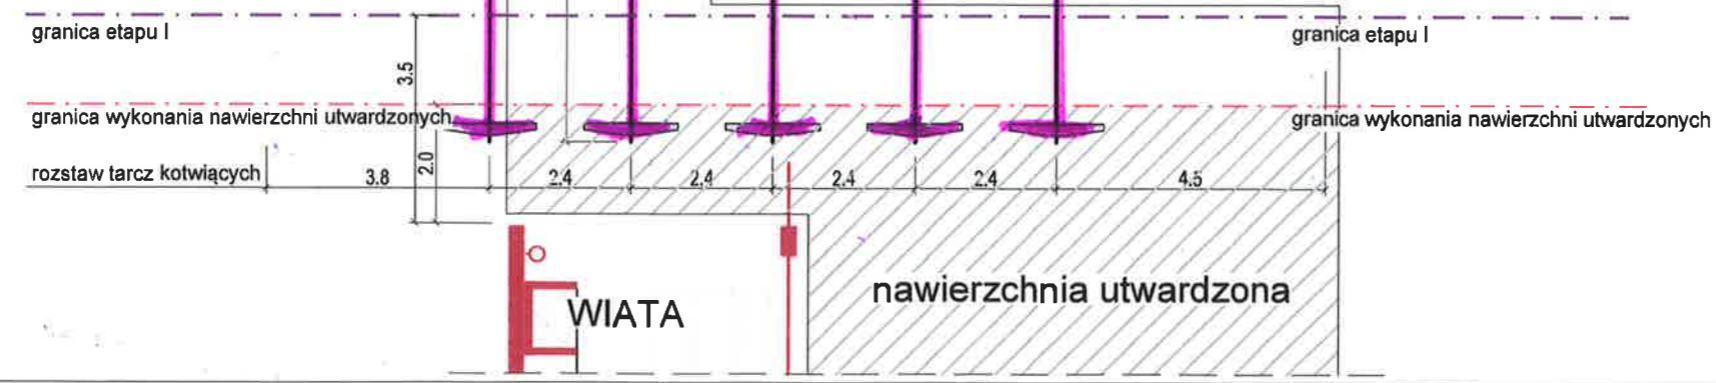 granica etapu I
granica etapu I
3.5
granica wykonania nawierzchni utwardzonych
granica wykonania nawierzchni utwardzonych
2.0
rozstaw tarcz kotwiących
3.8
2.4
2,4
2.4
2.4
4.5
WIATA
nawierzchnia utwardzona